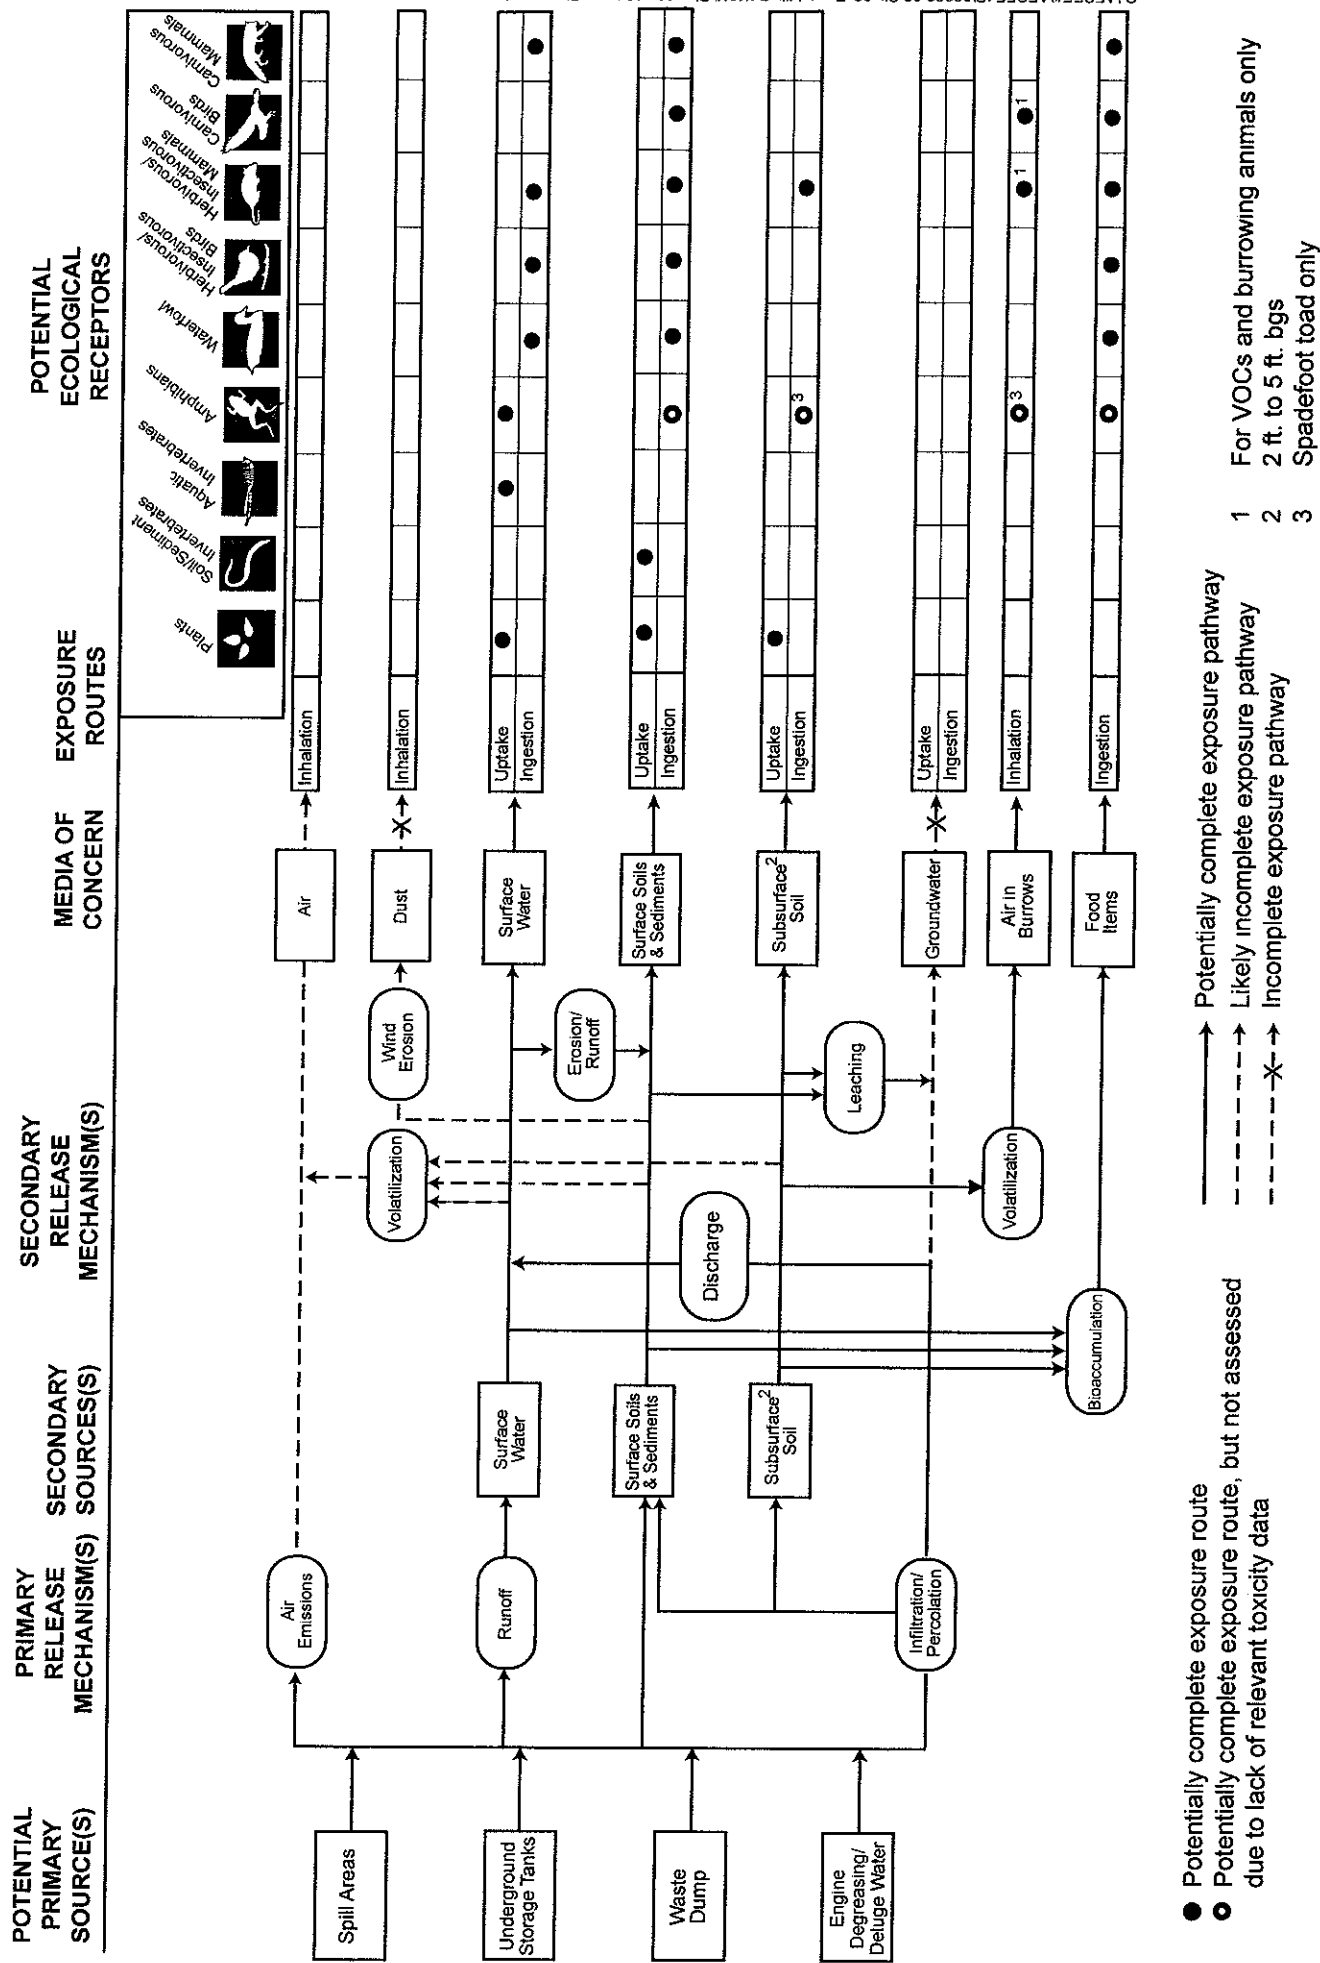 POTENTIAL
PRIMARY
SOURCE(S)
PRIMARY
RELEASE
MECHANISM(S)
SECONDARY
SOURCES(S)
SECONDARY
RELEASE
MECHANISM(S)
MEDIA OF
CONCERN
EXPOSURE
ROUTES
POTENTIAL
ECOLOGICAL
RECEPTORS
Plants
Soil/Sediment
Invertebrates
Aquatic
Invertebrates
Amphibians
Waterfowl
Herbivorous/
Insectivorous
Birds
Herbivorous/
Insectivorous
Mammals
Carnivorous
Birds
Carnivorous
Mammals
Spill Areas
Underground
Storage Tanks
Waste
Dump
Engine
Degreasing/
Deluge Water
Air
Emissions
Runoff
Infiltration/
Percolation
Surface
Water
Surface Soils
& Sediments
Subsurface2
Soil
Volatilization
Wind
Erosion
Erosion/
Runoff
Discharge
Leaching
Volatilization
Bioaccumulation
Air
Dust
Surface
Water
Surface Soils
& Sediments
Subsurface2
Soil
Groundwater
Air in
Burrows
Food
Items
Inhalation
Inhalation
Uptake
Ingestion
Uptake
Ingestion
Uptake
Ingestion
3
Uptake
Ingestion
Inhalation
3
1
1
Ingestion
● Potentially complete exposure route
Potentially complete exposure route, but not assessed
due to lack of relevant toxicity data
Potentially complete exposure pathway
Likely incomplete exposure pathway
X
Incomplete exposure pathway
1 For VOCs and burrowing animals only
2 2 ft. to 5 ft. bgs
3 Spadefoot toad only